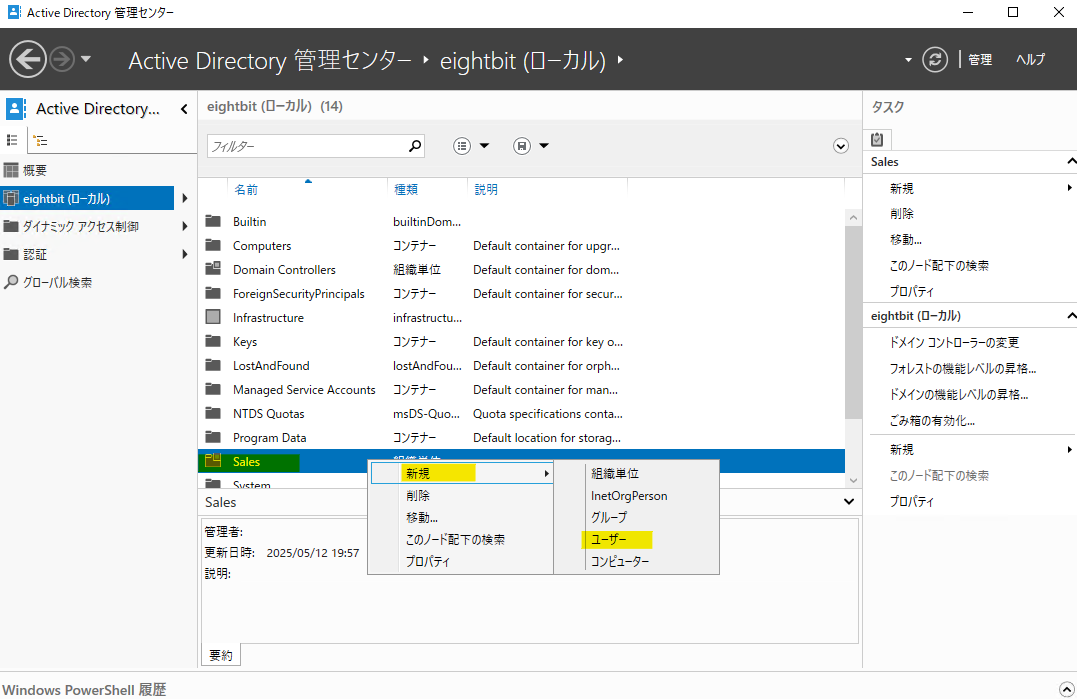 Active Directory 管理センター
Active Directory 管理センター ・ eightbit (ローカル) ・
管理 ヘルプ
Active Directory...
概要
eightbit (ローカル)
ダイナミック アクセス制御
認証
グローバル検索
eightbit (ローカル) (14)
フィルター
名前 種類 説明
Builtin builtinDom...
Computers コンテナー Default container for upgr...
Domain Controllers 組織単位 Default container for dom...
ForeignSecurityPrincipals コンテナー Default container for secur...
Infrastructure infrastructu...
Keys コンテナー Default container for key o...
LostAndFound lostAndFou... Default container for orph...
Managed Service Accounts コンテナー Default container for man...
NTDS Quotas msDS-Quo... Quota specifications conta...
Program Data コンテナー Default location for storag...
Sales 組織単位
System
新規
削除
移動...
このノード配下の検索
プロパティ
組織単位
InetOrgPerson
グループ
ユーザー
コンピューター
Sales
管理者:
更新日時: 2025/05/12 19:57
説明:
要約
タスク
Sales
新規
削除
移動...
このノード配下の検索
プロパティ
eightbit (ローカル)
ドメイン コントローラーの変更
フォレストの機能レベルの昇格...
ドメインの機能レベルの昇格...
ごみ箱の有効化...
新規
このノード配下の検索
プロパティ
Windows PowerShell 履歴